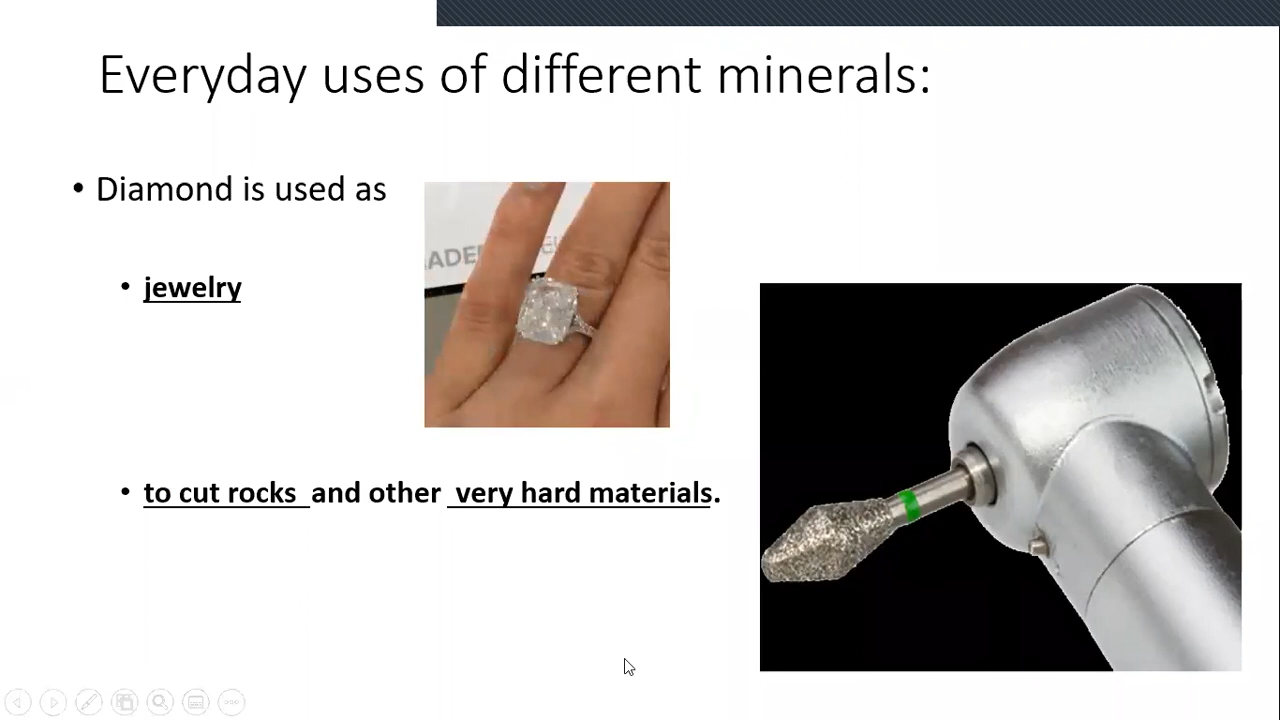 Everyday uses of different minerals:
• Diamond is used as
• jewelry
• to cut rocks and other very hard materials.